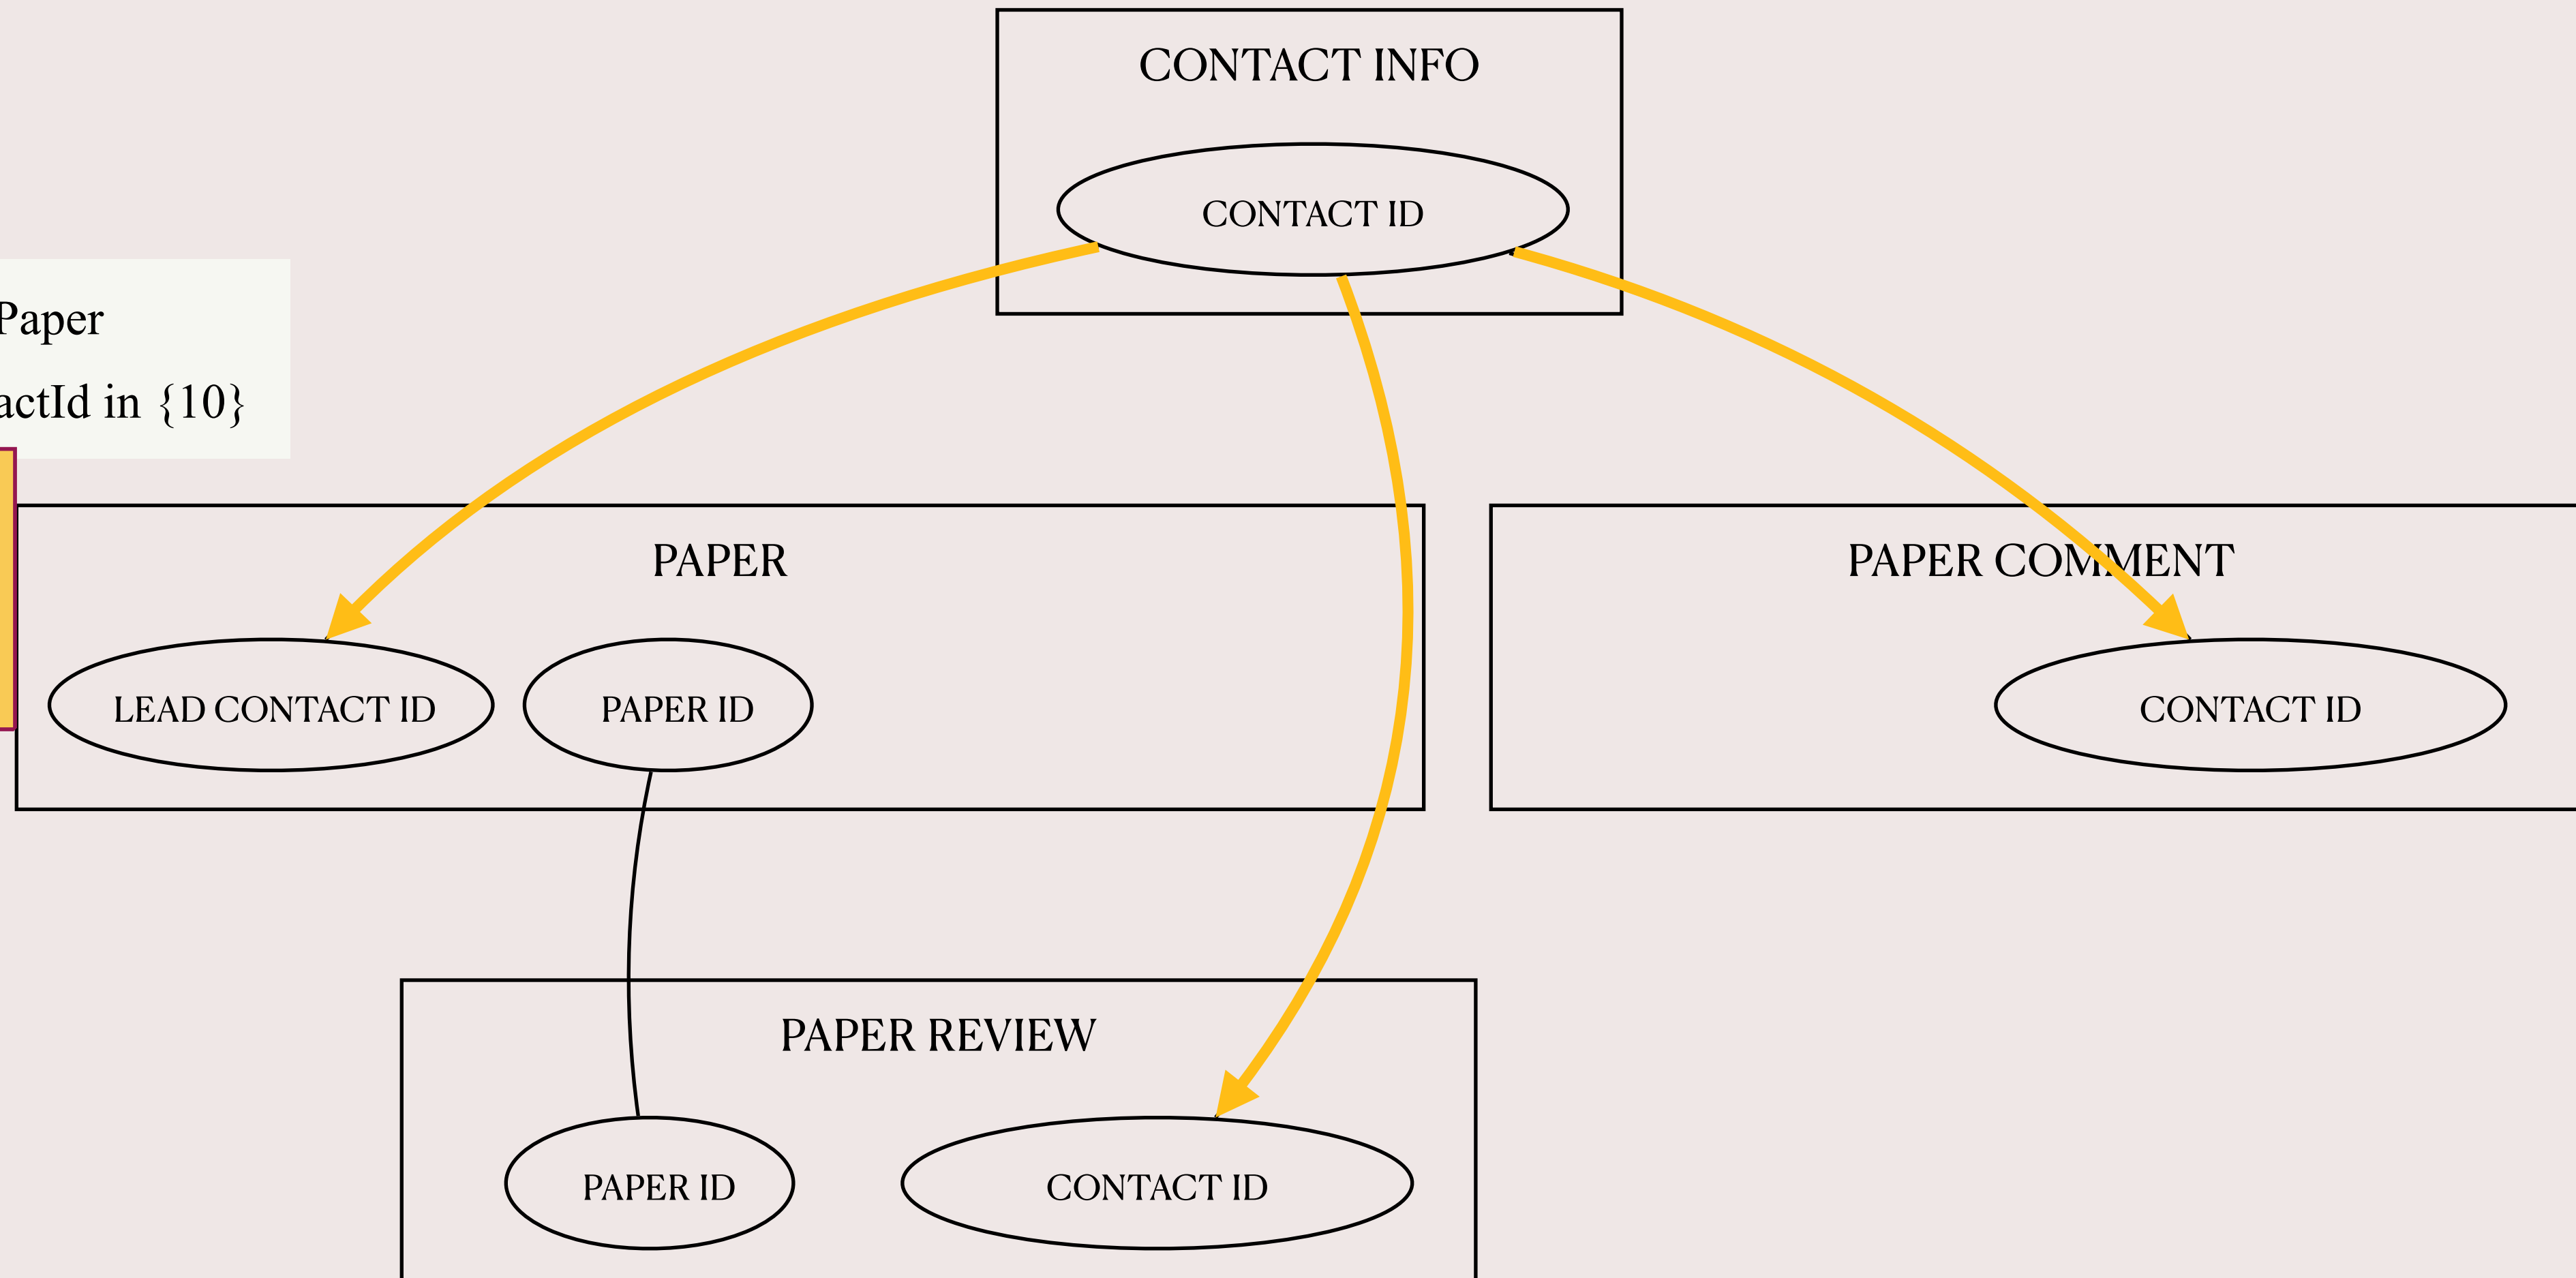 CONTACT INFO
CONTACT ID
Paper
actId in {10}
PAPER
PAPER COMMENT
LEAD CONTACT ID
PAPER ID
CONTACT ID
PAPER REVIEW
PAPER ID
CONTACT ID